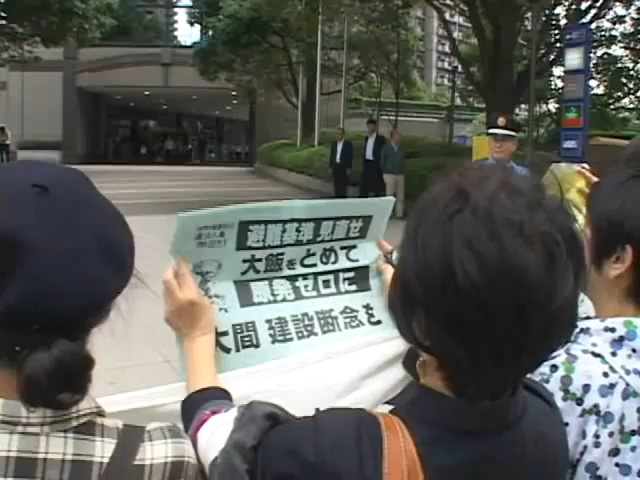 避難基準 見直せ
大飯をとめて
原発ゼロに
大間 建設断念を